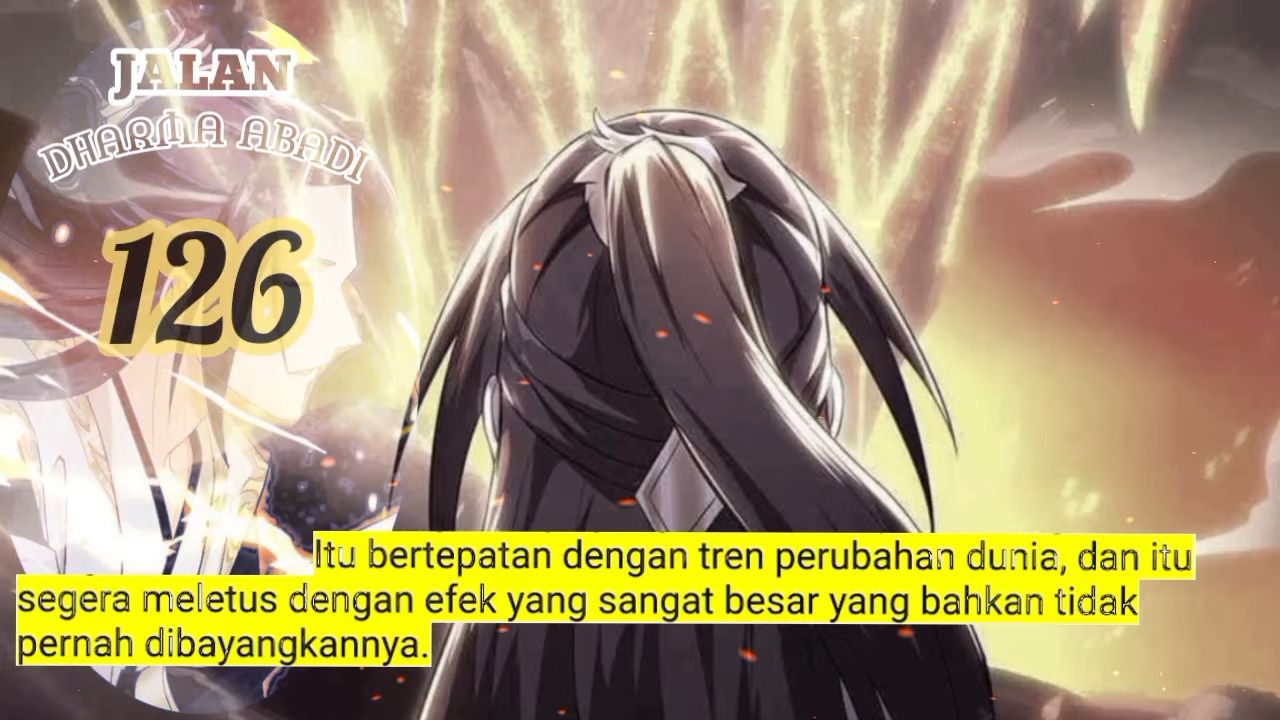 JALAN
DHARMA ABADI
126
Itu bertepatan dengan tren perubahan dunia, dan itu
segera meletus dengan efek yang sangat besar yang bahkan tidak
pernah dibayangkannya.